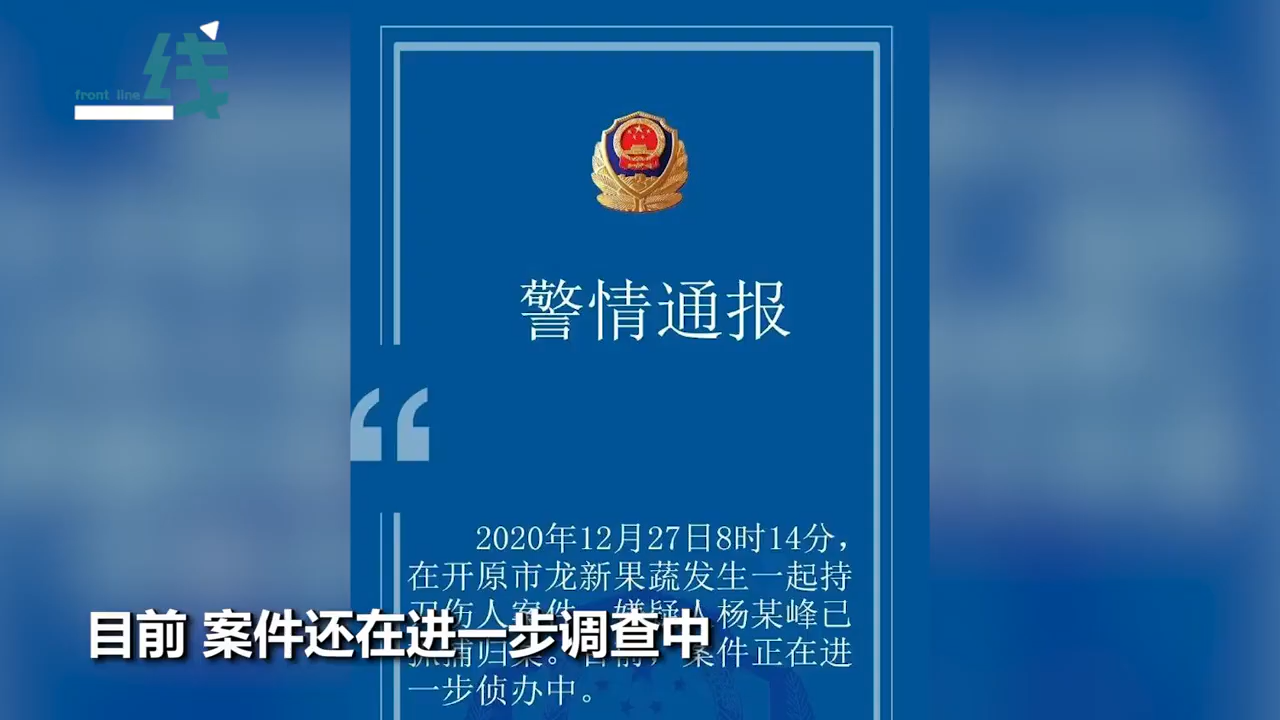 front line
一线
警情通报
2020年12月27日8时14分，
在开原市龙新果蔬发生一起持
刃伤人案件，嫌疑人杨某峰已
抓捕归案。目前，案件正在进
一步侦办中。
目前 案件还在进一步调查中